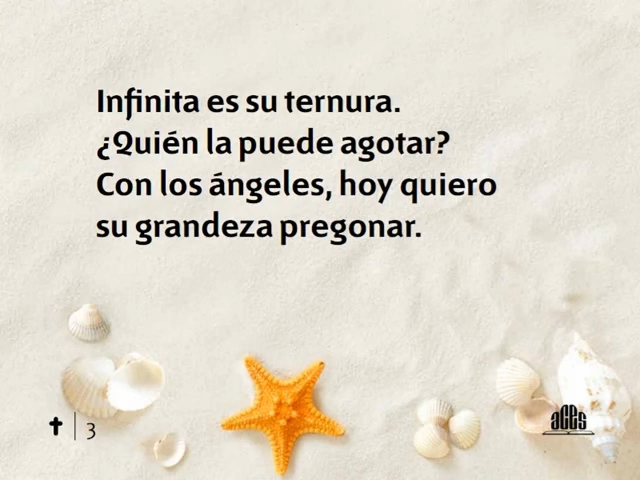 Infinita es su ternura.
¿Quién la puede agotar?
Con los ángeles, hoy quiero
su grandeza pregonar.
3
aces